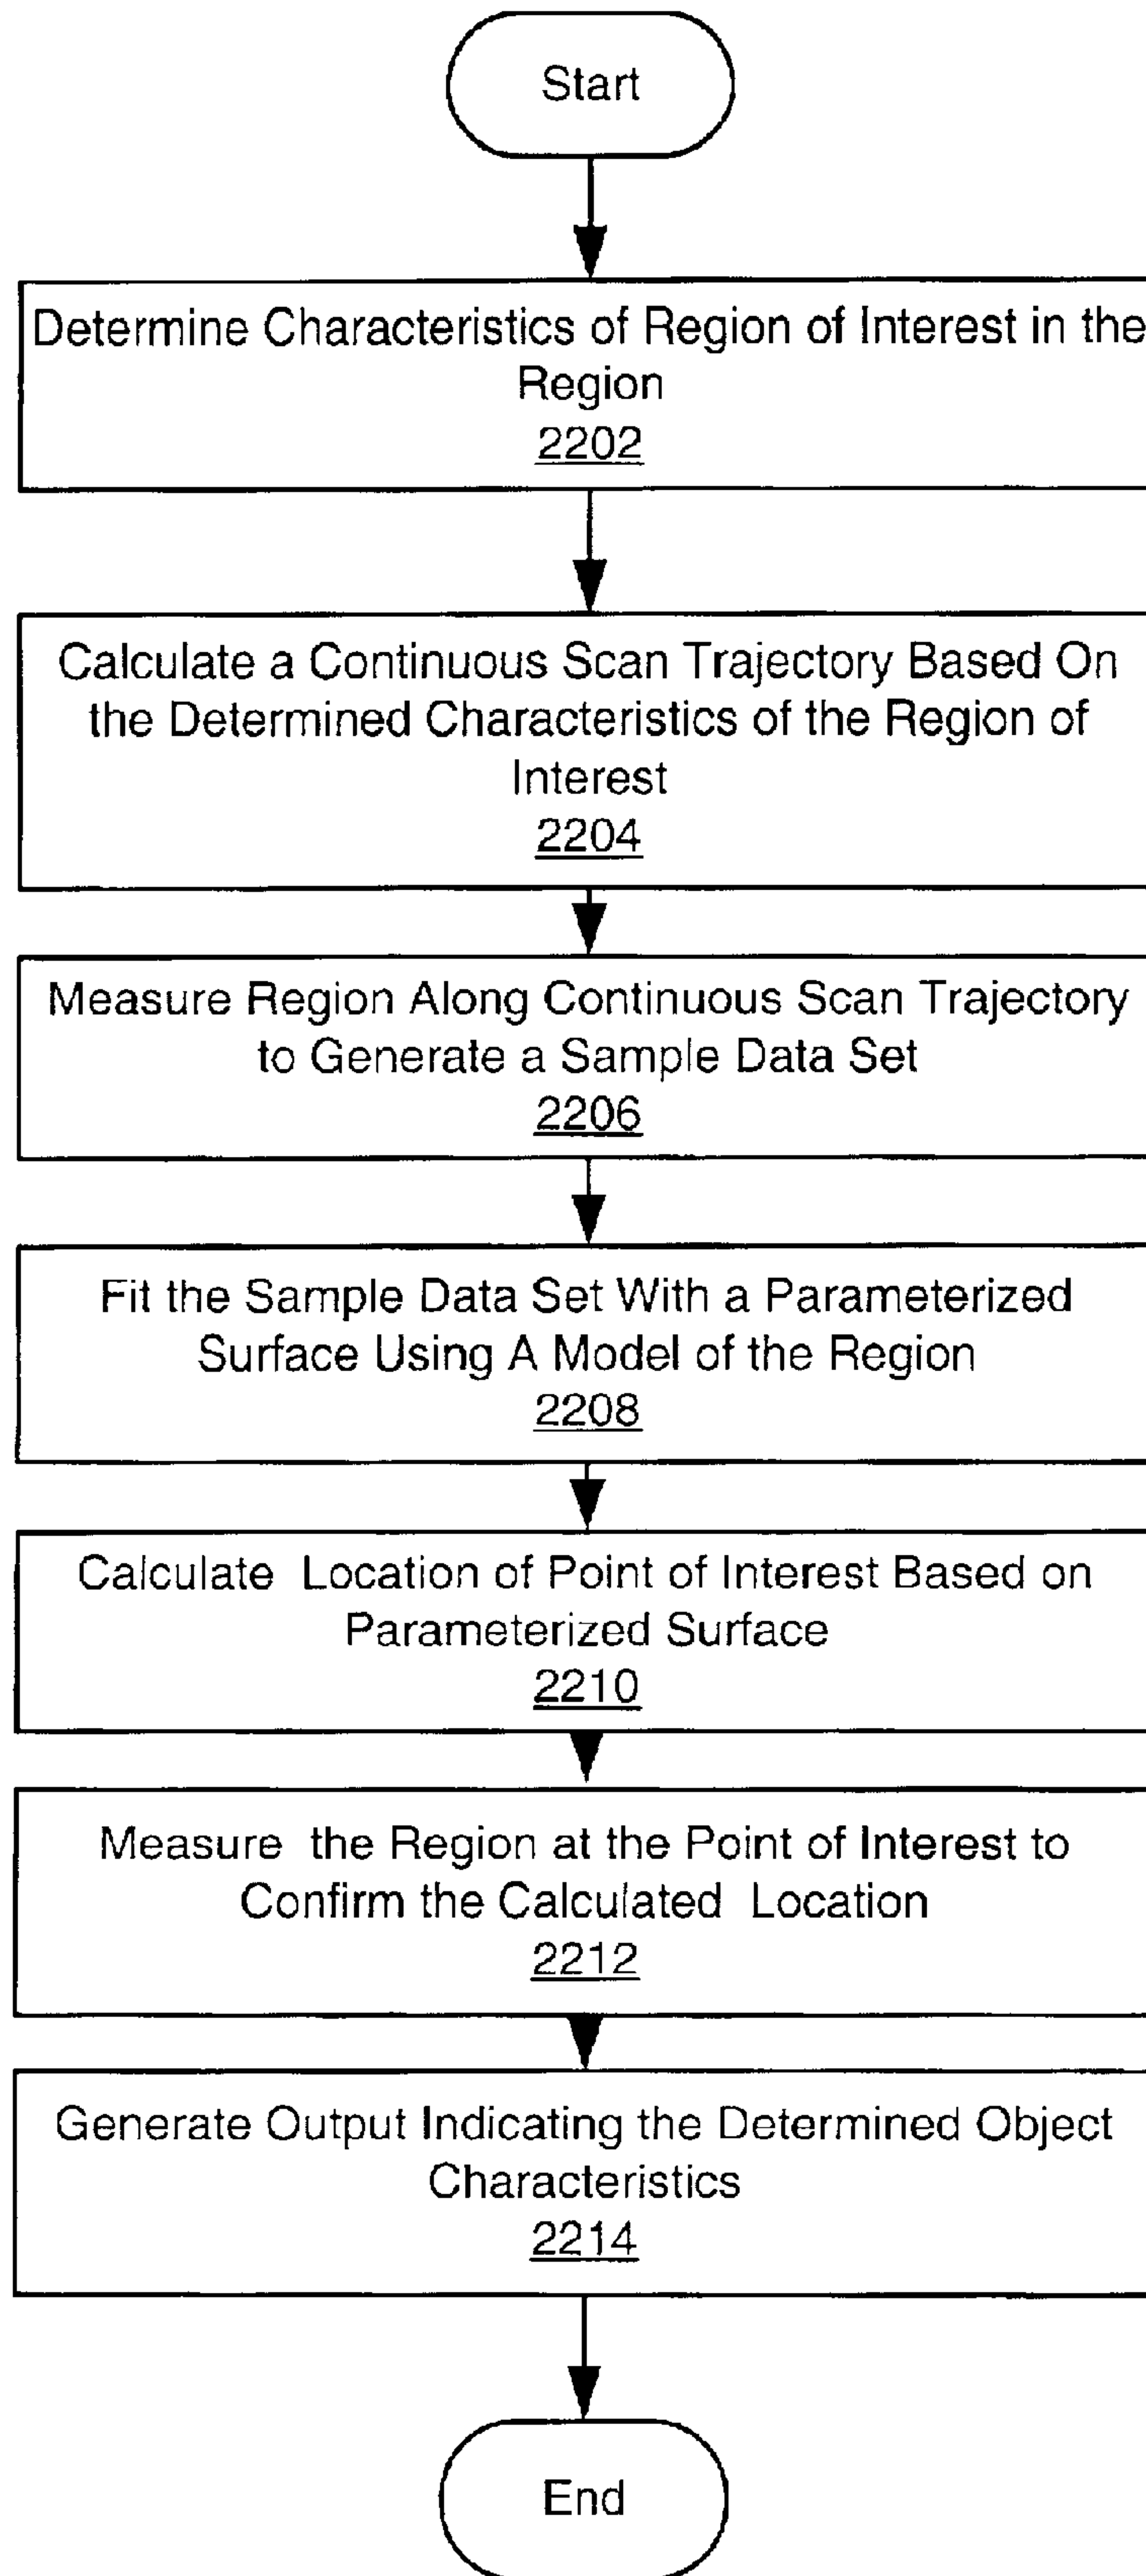 Start
Determine Characteristics of Region of Interest in the
Region
2202
Calculate a Continuous Scan Trajectory Based On
the Determined Characteristics of the Region of
Interest
2204
Measure Region Along Continuous Scan Trajectory
to Generate a Sample Data Set
2206
Fit the Sample Data Set With a Parameterized
Surface Using A Model of the Region
2208
Calculate Location of Point of Interest Based on
Parameterized Surface
2210
Measure the Region at the Point of Interest to
Confirm the Calculated Location
2212
Generate Output Indicating the Determined Object
Characteristics
2214
End